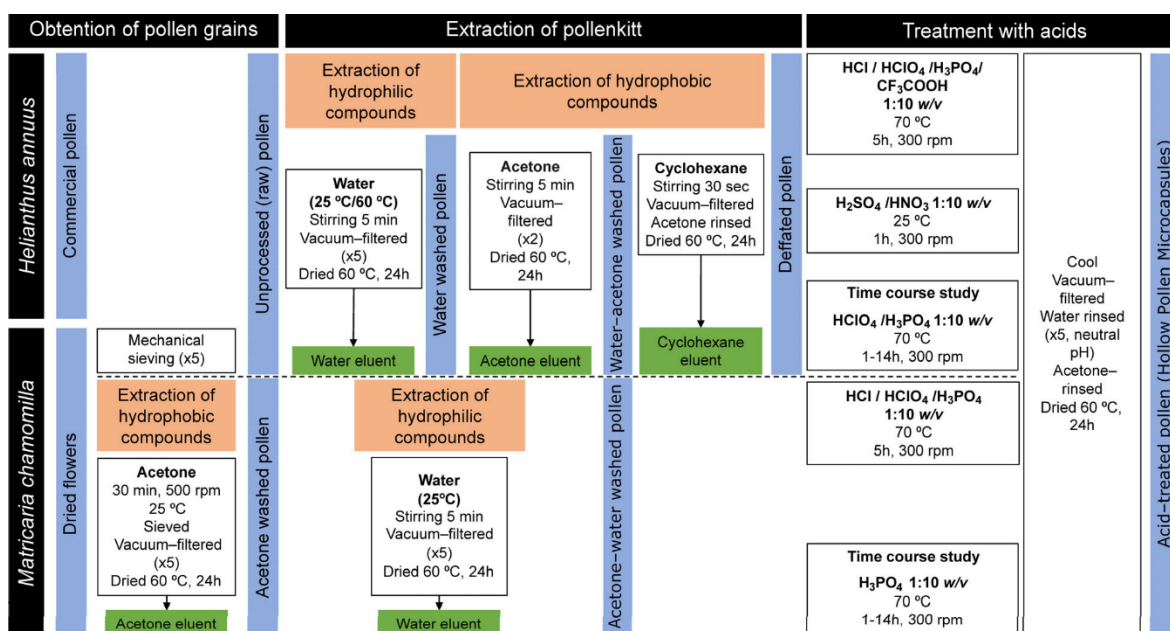 Obtention of pollen grains
Extraction of pollenkitt
Treatment with acids
Helianthus annuus
Commercial pollen
Unprocessed (raw) pollen
Extraction of
hydrophilic
compounds
Extraction of hydrophobic
compounds
Water
(25 ºC/60 ºC)
Stirring 5 min
Vacuum–filtered
(x5)
Dried 60 ºC, 24h
Water eluent
Water washed pollen
Acetone
Stirring 5 min
Vacuum–
filtered
(x2)
Dried 60 ºC,
24h
Acetone eluent
Water–acetone washed pollen
Cyclohexane
Stirring 30 sec
Vacuum–filtered
Acetone rinsed
Dried 60 ºC, 24h
Cyclohexane
eluent
Deffated pollen
HCl / HClO₄ /H₃PO₄/
CF₃COOH
1:10 w/v
70 ºC
5h, 300 rpm
H₂SO₄ /HNO₃ 1:10 w/v
25 ºC
1h, 300 rpm
Time course study
HClO₄ /H₃PO₄ 1:10 w/v
70 ºC
1-14h, 300 rpm
Cool
Vacuum–
filtered
Water rinsed
(x5, neutral
pH)
Acetone–
rinsed
Dried 60 ºC,
24h
Acid–treated pollen (Hollow Pollen Microcapsules)
Matricaria chamomilla
Dried flowers
Mechanical
sieving (x5)
Extraction of
hydrophobic
compounds
Acetone
30 min, 500 rpm
25 ºC
Sieved
Vacuum–filtered
(x5)
Dried 60 ºC, 24h
Acetone eluent
Acetone washed pollen
Extraction of
hydrophilic
compounds
Water
(25ºC)
Stirring 5 min
Vacuum–filtered
(x5)
Dried 60 ºC, 24h
Water eluent
Acetone–water washed pollen
HCl / HClO₄ /H₃PO₄
1:10 w/v
70 ºC
5h, 300 rpm
Time course study
H₃PO₄ 1:10 w/v
70 ºC
1-14h, 300 rpm